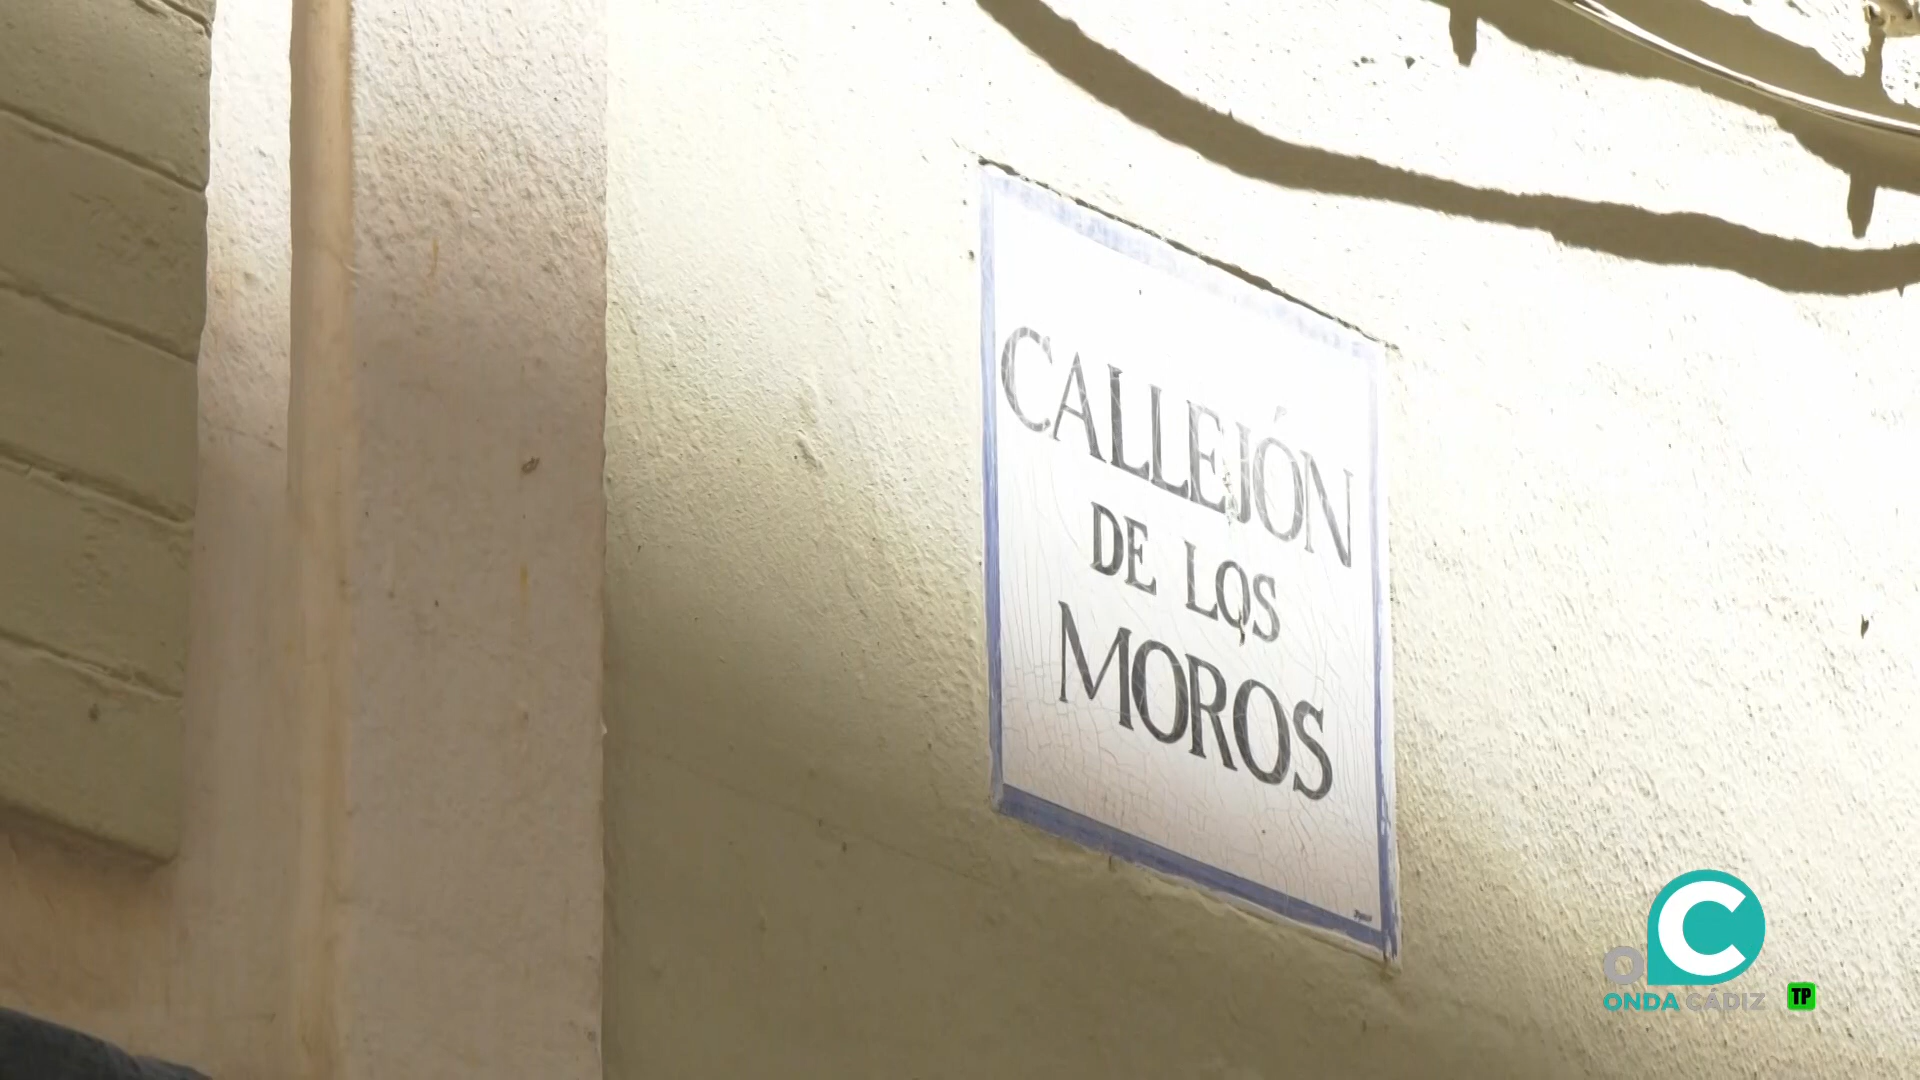 CALLEJÓN
DE LOS
MOROS
C
O
ONDA CÁDIZ
TP